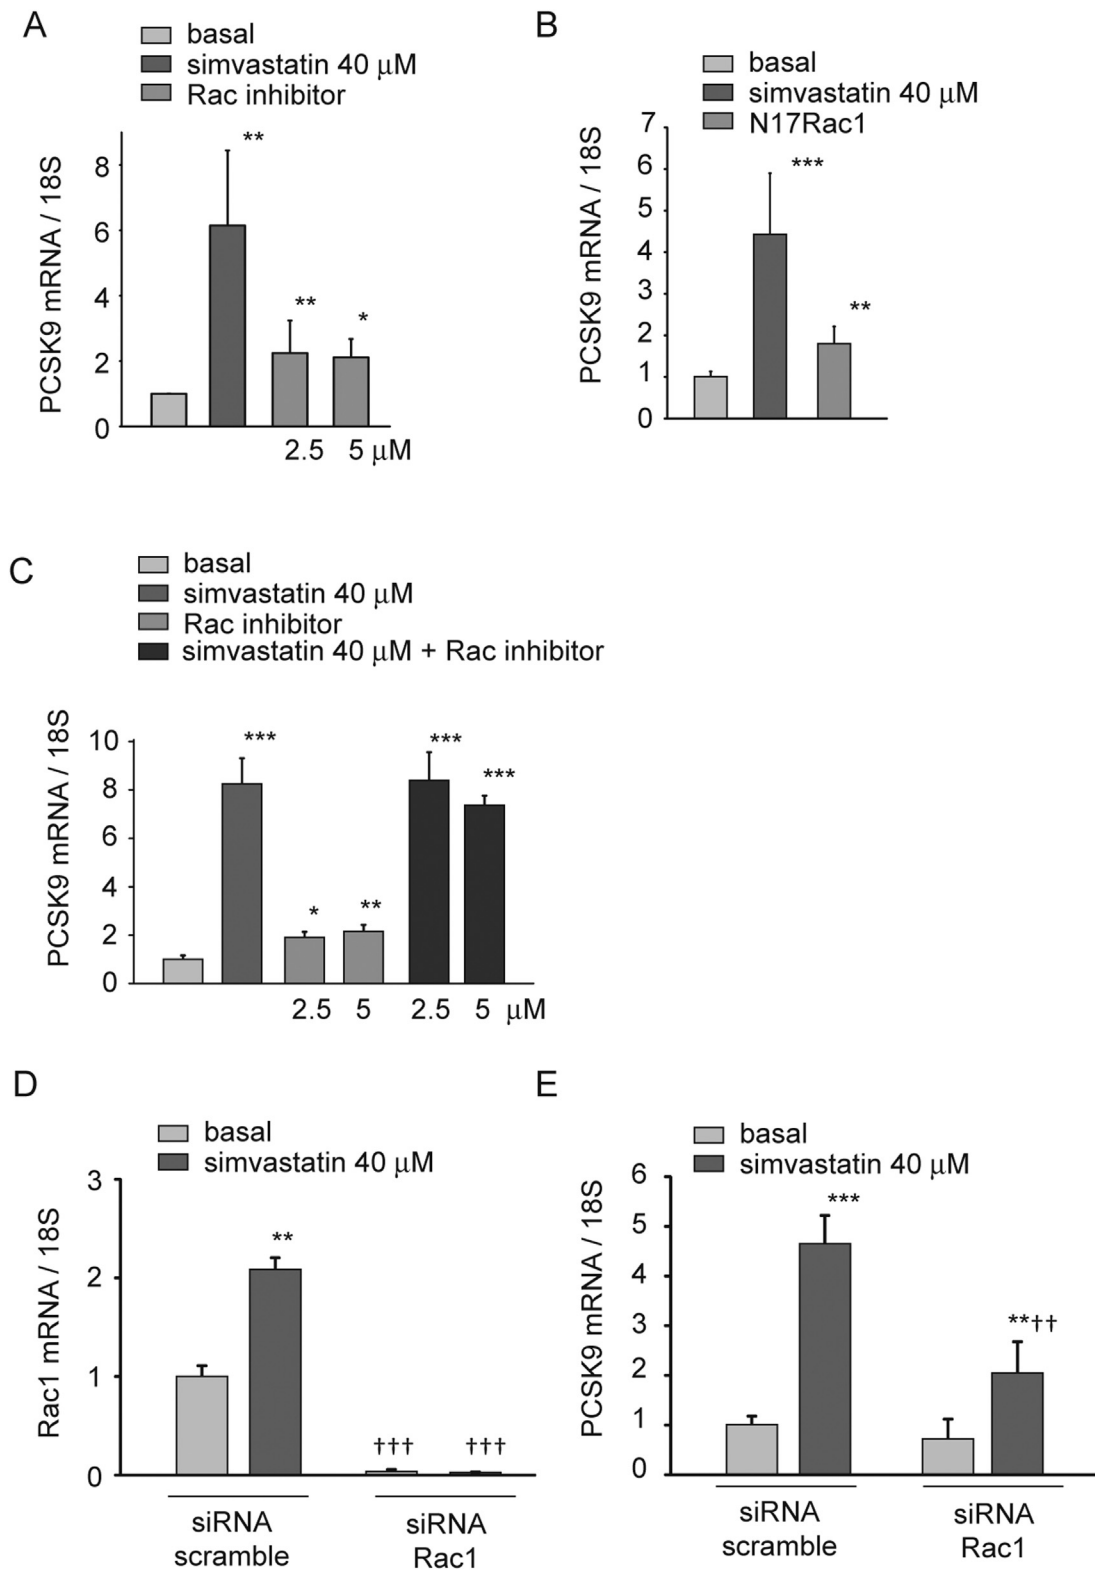 A
basal
simvastatin 40 μM
Rac inhibitor
PCSK9 mRNA / 18S
8
6
4
2
0
**
**
*
2.5 5 μM
B
basal
simvastatin 40 μM
N17Rac1
PCSK9 mRNA / 18S
7
6
5
4
3
2
1
0
***
**
C
basal
simvastatin 40 μM
Rac inhibitor
simvastatin 40 μM + Rac inhibitor
PCSK9 mRNA / 18S
10
8
6
4
2
0
***
*
**
***
***
2.5 5 2.5 5 μM
D
basal
simvastatin 40 μM
Rac1 mRNA / 18S
3
2
1
0
**
†††
†††
siRNA
scramble
siRNA
Rac1
E
basal
simvastatin 40 μM
PCSK9 mRNA / 18S
6
5
4
3
2
1
0
***
**††
siRNA
scramble
siRNA
Rac1